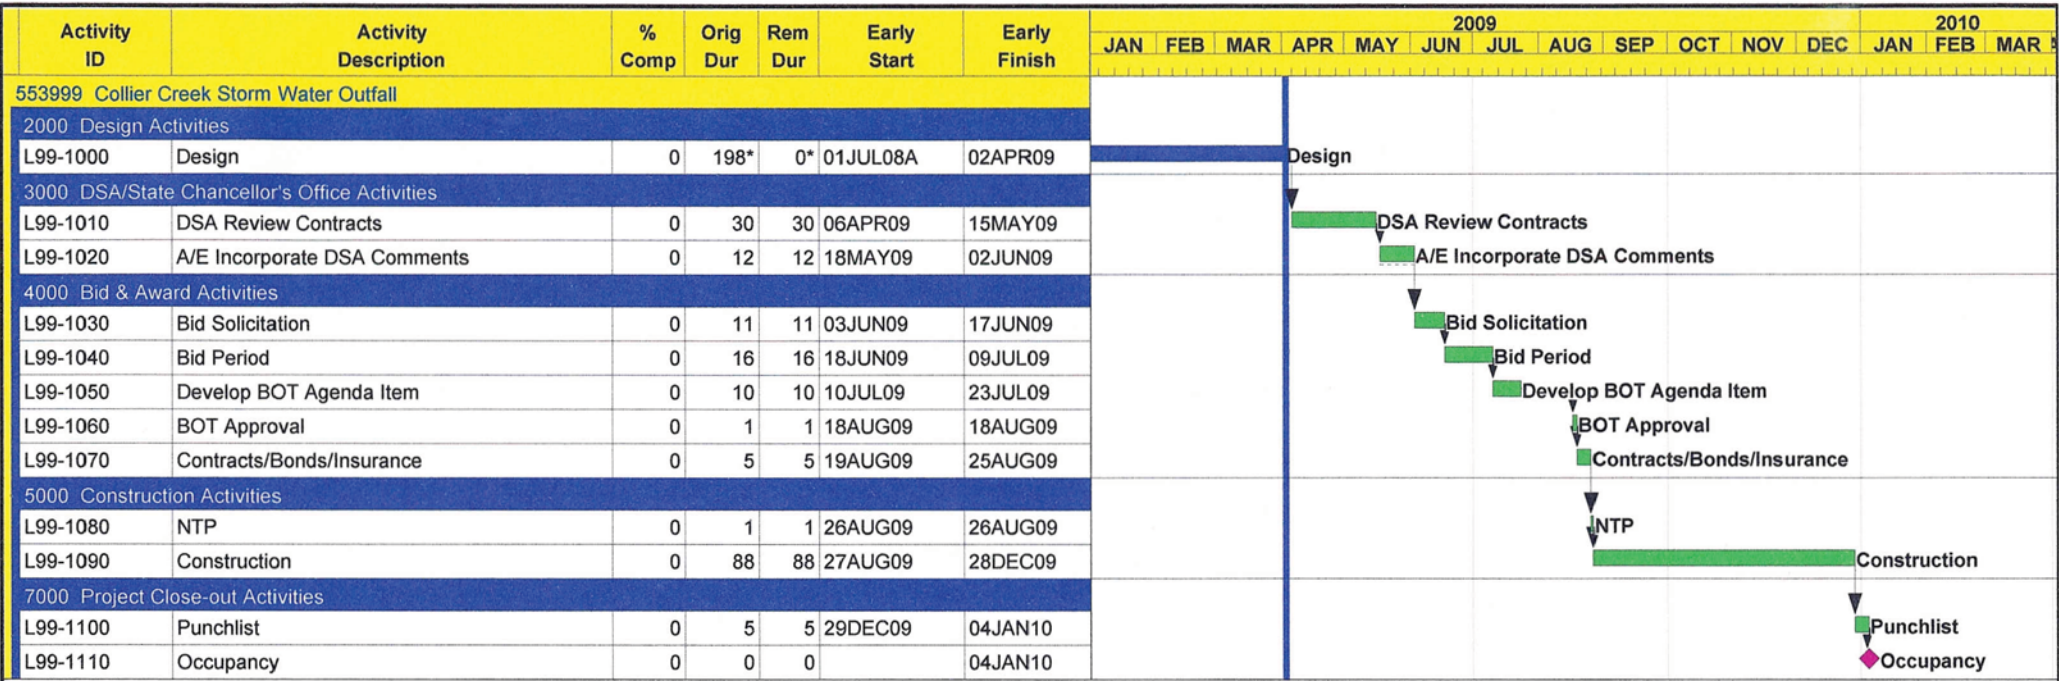 Activity ID Activity Description % Comp Orig Dur Rem Dur Early Start Early Finish 2009 2010
JAN FEB MAR APR MAY JUN JUL AUG SEP OCT NOV DEC JAN FEB MAR
553999 Collier Creek Storm Water Outfall
2000 Design Activities
L99-1000 Design 0 198* 0* 01JUL08A 02APR09 Design
3000 DSA/State Chancellor's Office Activities
L99-1010 DSA Review Contracts 0 30 30 06APR09 15MAY09 DSA Review Contracts
L99-1020 A/E Incorporate DSA Comments 0 12 12 18MAY09 02JUN09 A/E Incorporate DSA Comments
4000 Bid & Award Activities
L99-1030 Bid Solicitation 0 11 11 03JUN09 17JUN09 Bid Solicitation
L99-1040 Bid Period 0 16 16 18JUN09 09JUL09 Bid Period
L99-1050 Develop BOT Agenda Item 0 10 10 10JUL09 23JUL09 Develop BOT Agenda Item
L99-1060 BOT Approval 0 1 1 18AUG09 18AUG09 BOT Approval
L99-1070 Contracts/Bonds/Insurance 0 5 5 19AUG09 25AUG09 Contracts/Bonds/Insurance
5000 Construction Activities
L99-1080 NTP 0 1 1 26AUG09 26AUG09 NTP
L99-1090 Construction 0 88 88 27AUG09 28DEC09 Construction
7000 Project Close-out Activities
L99-1100 Punchlist 0 5 5 29DEC09 04JAN10 Punchlist
L99-1110 Occupancy 0 0 0 04JAN10 Occupancy